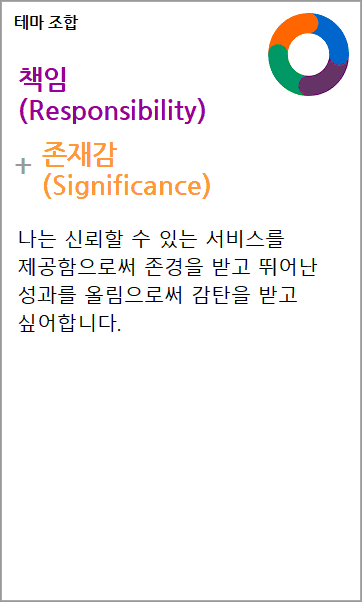 테마 조합
책임
(Responsibility)
+ 존재감
(Significance)
나는 신뢰할 수 있는 서비스를
제공함으로써 존경을 받고 뛰어난
성과를 올림으로써 감탄을 받고
싶어합니다.